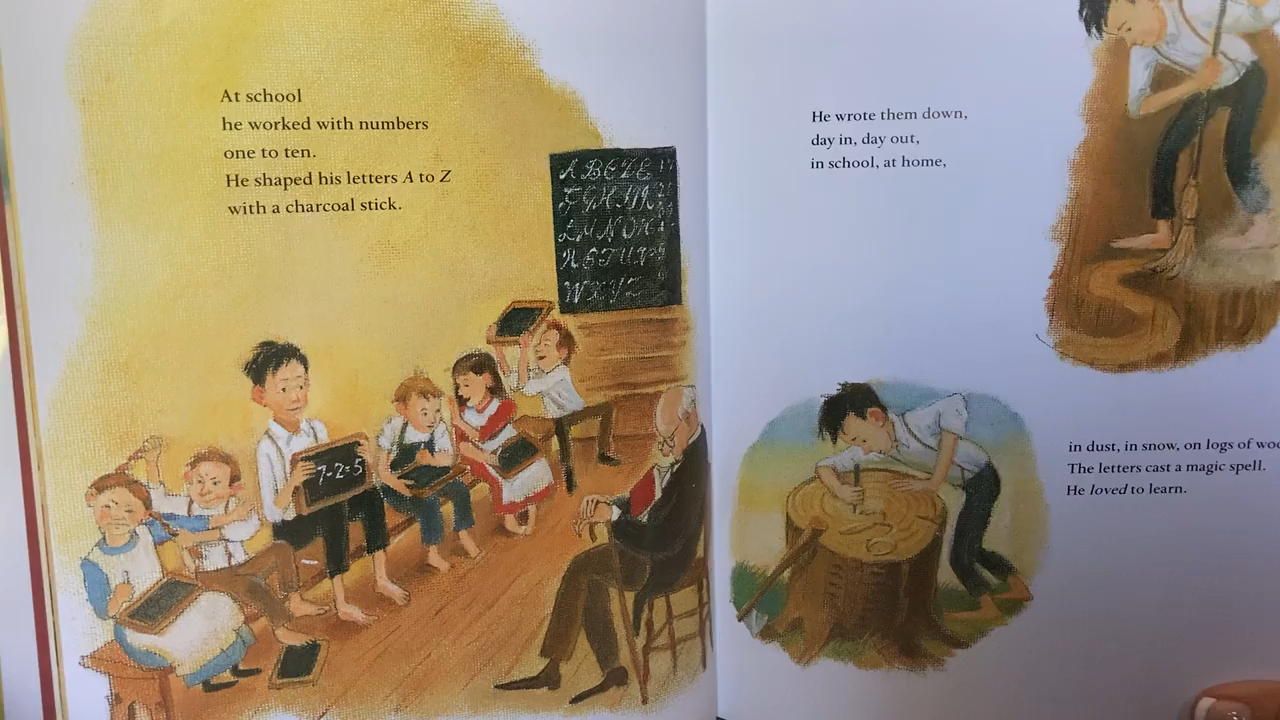 At school
he worked with numbers
one to ten.
He shaped his letters A to Z
with a charcoal stick.
7-2=5
W X Y Z
He wrote them down,
day in, day out,
in school, at home,
in dust, in snow, on logs of
The letters cast a magic spell.
He loved to learn.